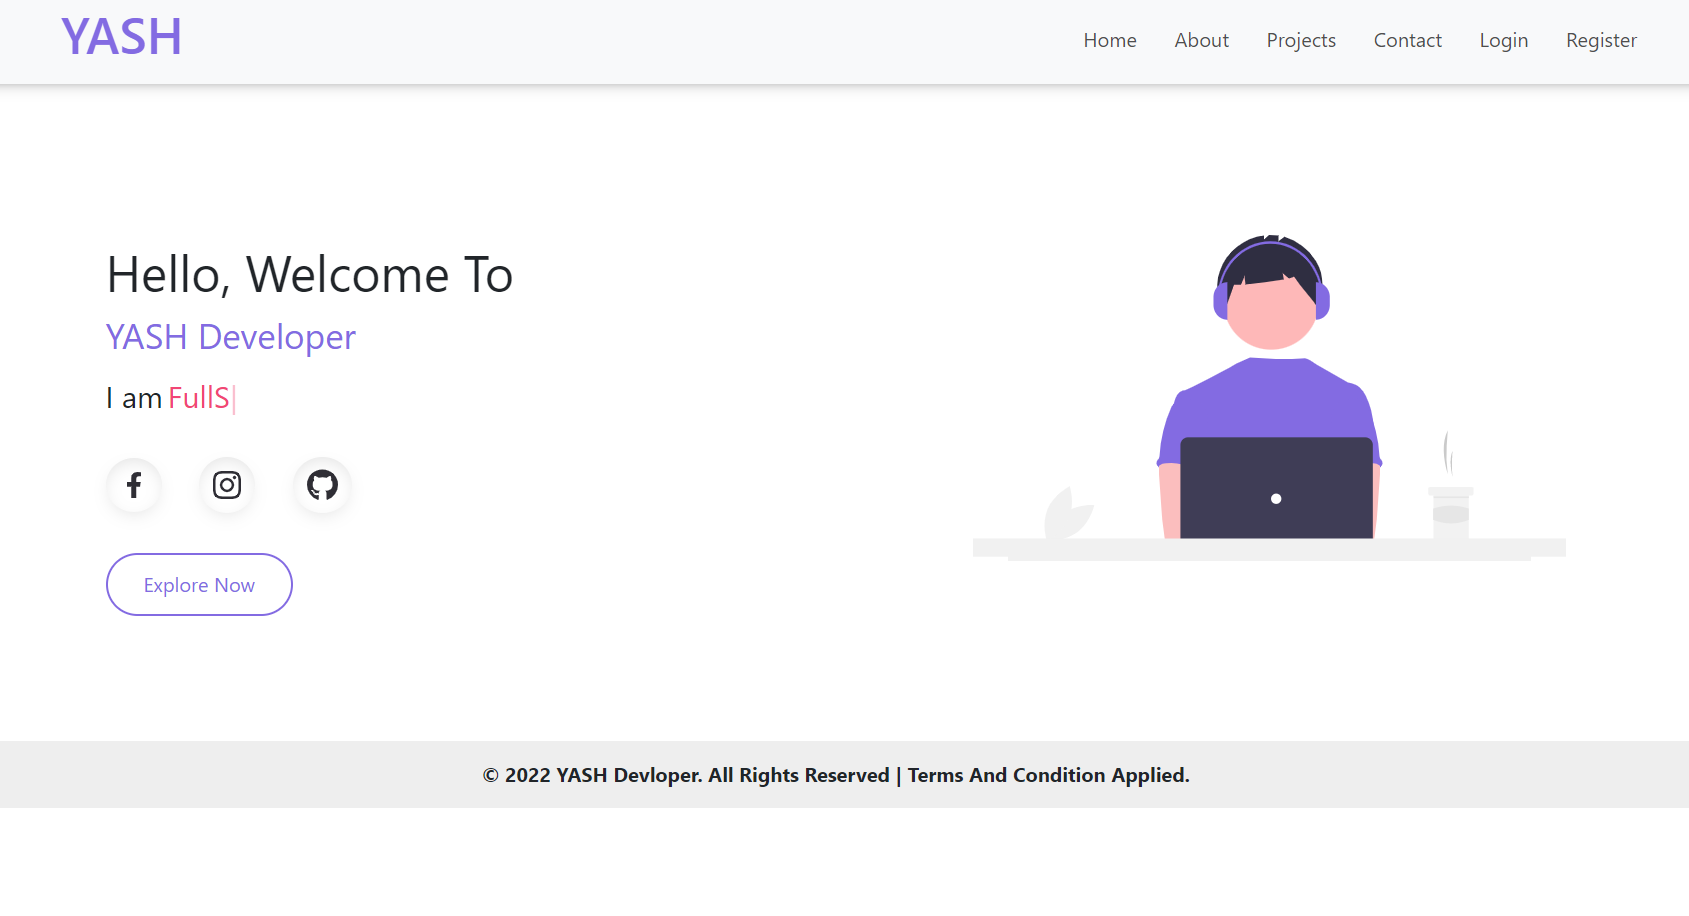 YASH
Home About Projects Contact Login Register
Hello, Welcome To
YASH Developer
I am FullS|
Explore Now
© 2022 YASH Devloper. All Rights Reserved | Terms And Condition Applied.